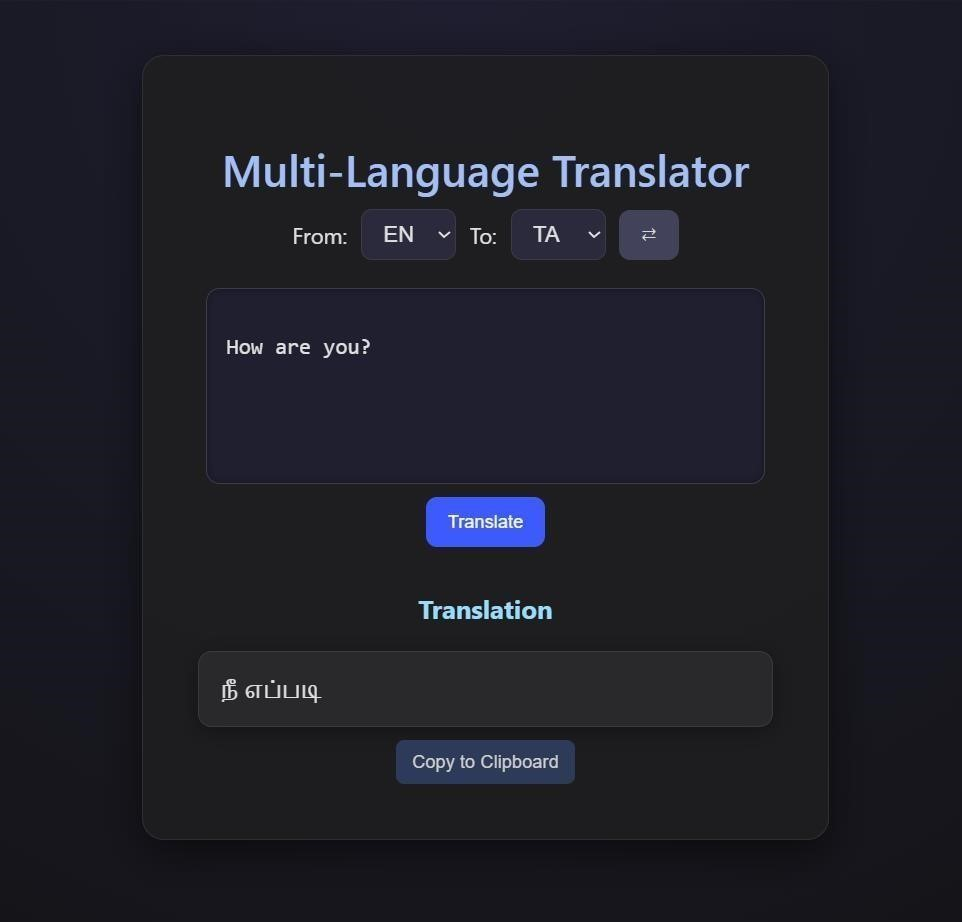 Multi-Language Translator
From: EN To: TA ⇄
How are you?
Translate
Translation
நீ எப்படி
Copy to Clipboard